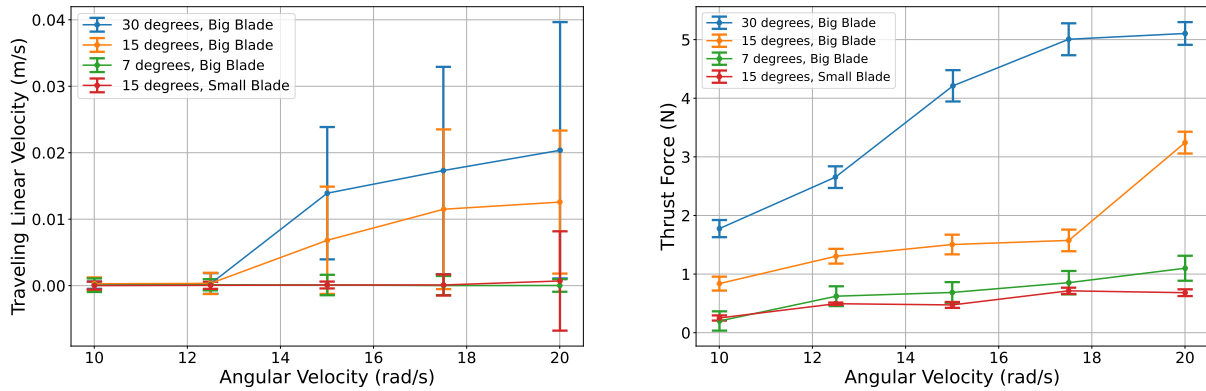 0.04
0.03
0.02
0.01
0.00
Traveling Linear Velocity (m/s)
30 degrees, Big Blade
15 degrees, Big Blade
7 degrees, Big Blade
15 degrees, Small Blade
10 12 14 16 18 20
Angular Velocity (rad/s)
5
4
3
2
1
0
Thrust Force (N)
30 degrees, Big Blade
15 degrees, Big Blade
7 degrees, Big Blade
15 degrees, Small Blade
10 12 14 16 18 20
Angular Velocity (rad/s)